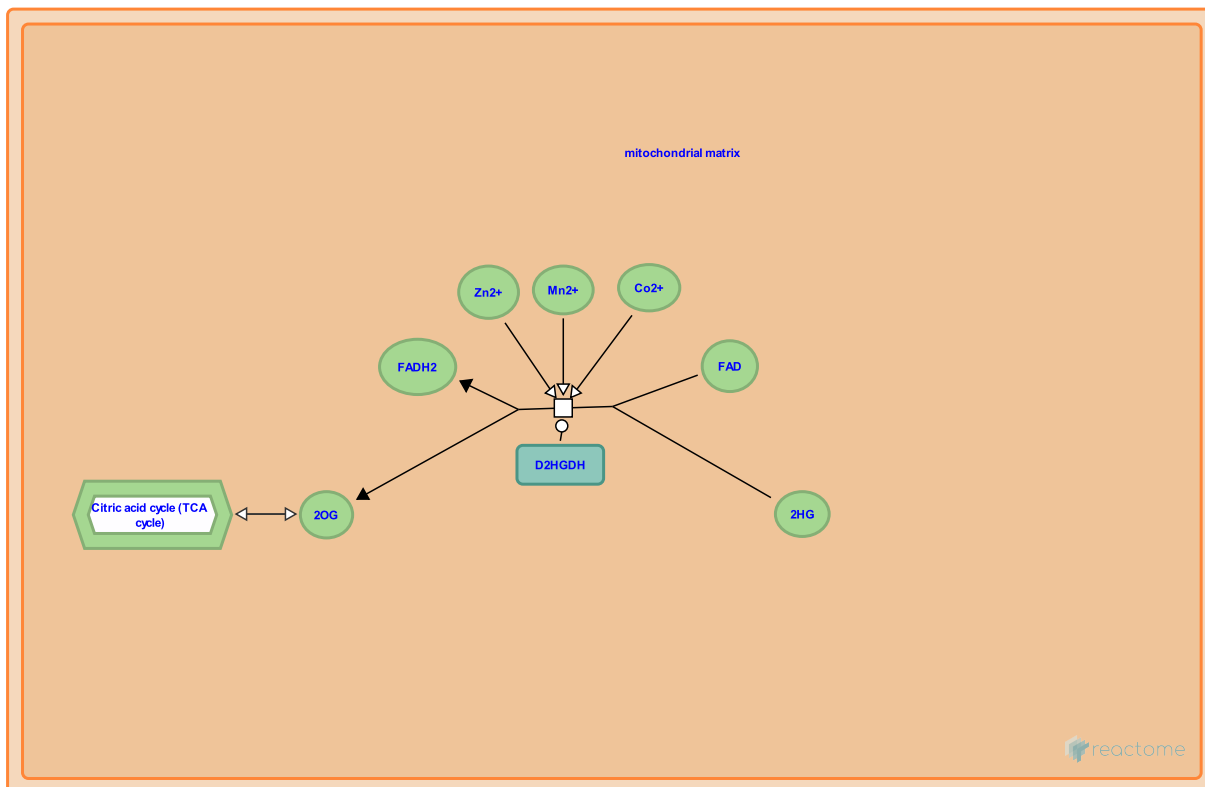 mitochondrial matrix
Zn2+
Mn2+
Co2+
FADH2
FAD
D2HGDH
Citric acid cycle (TCA
cycle)
2OG
2HG
reactome